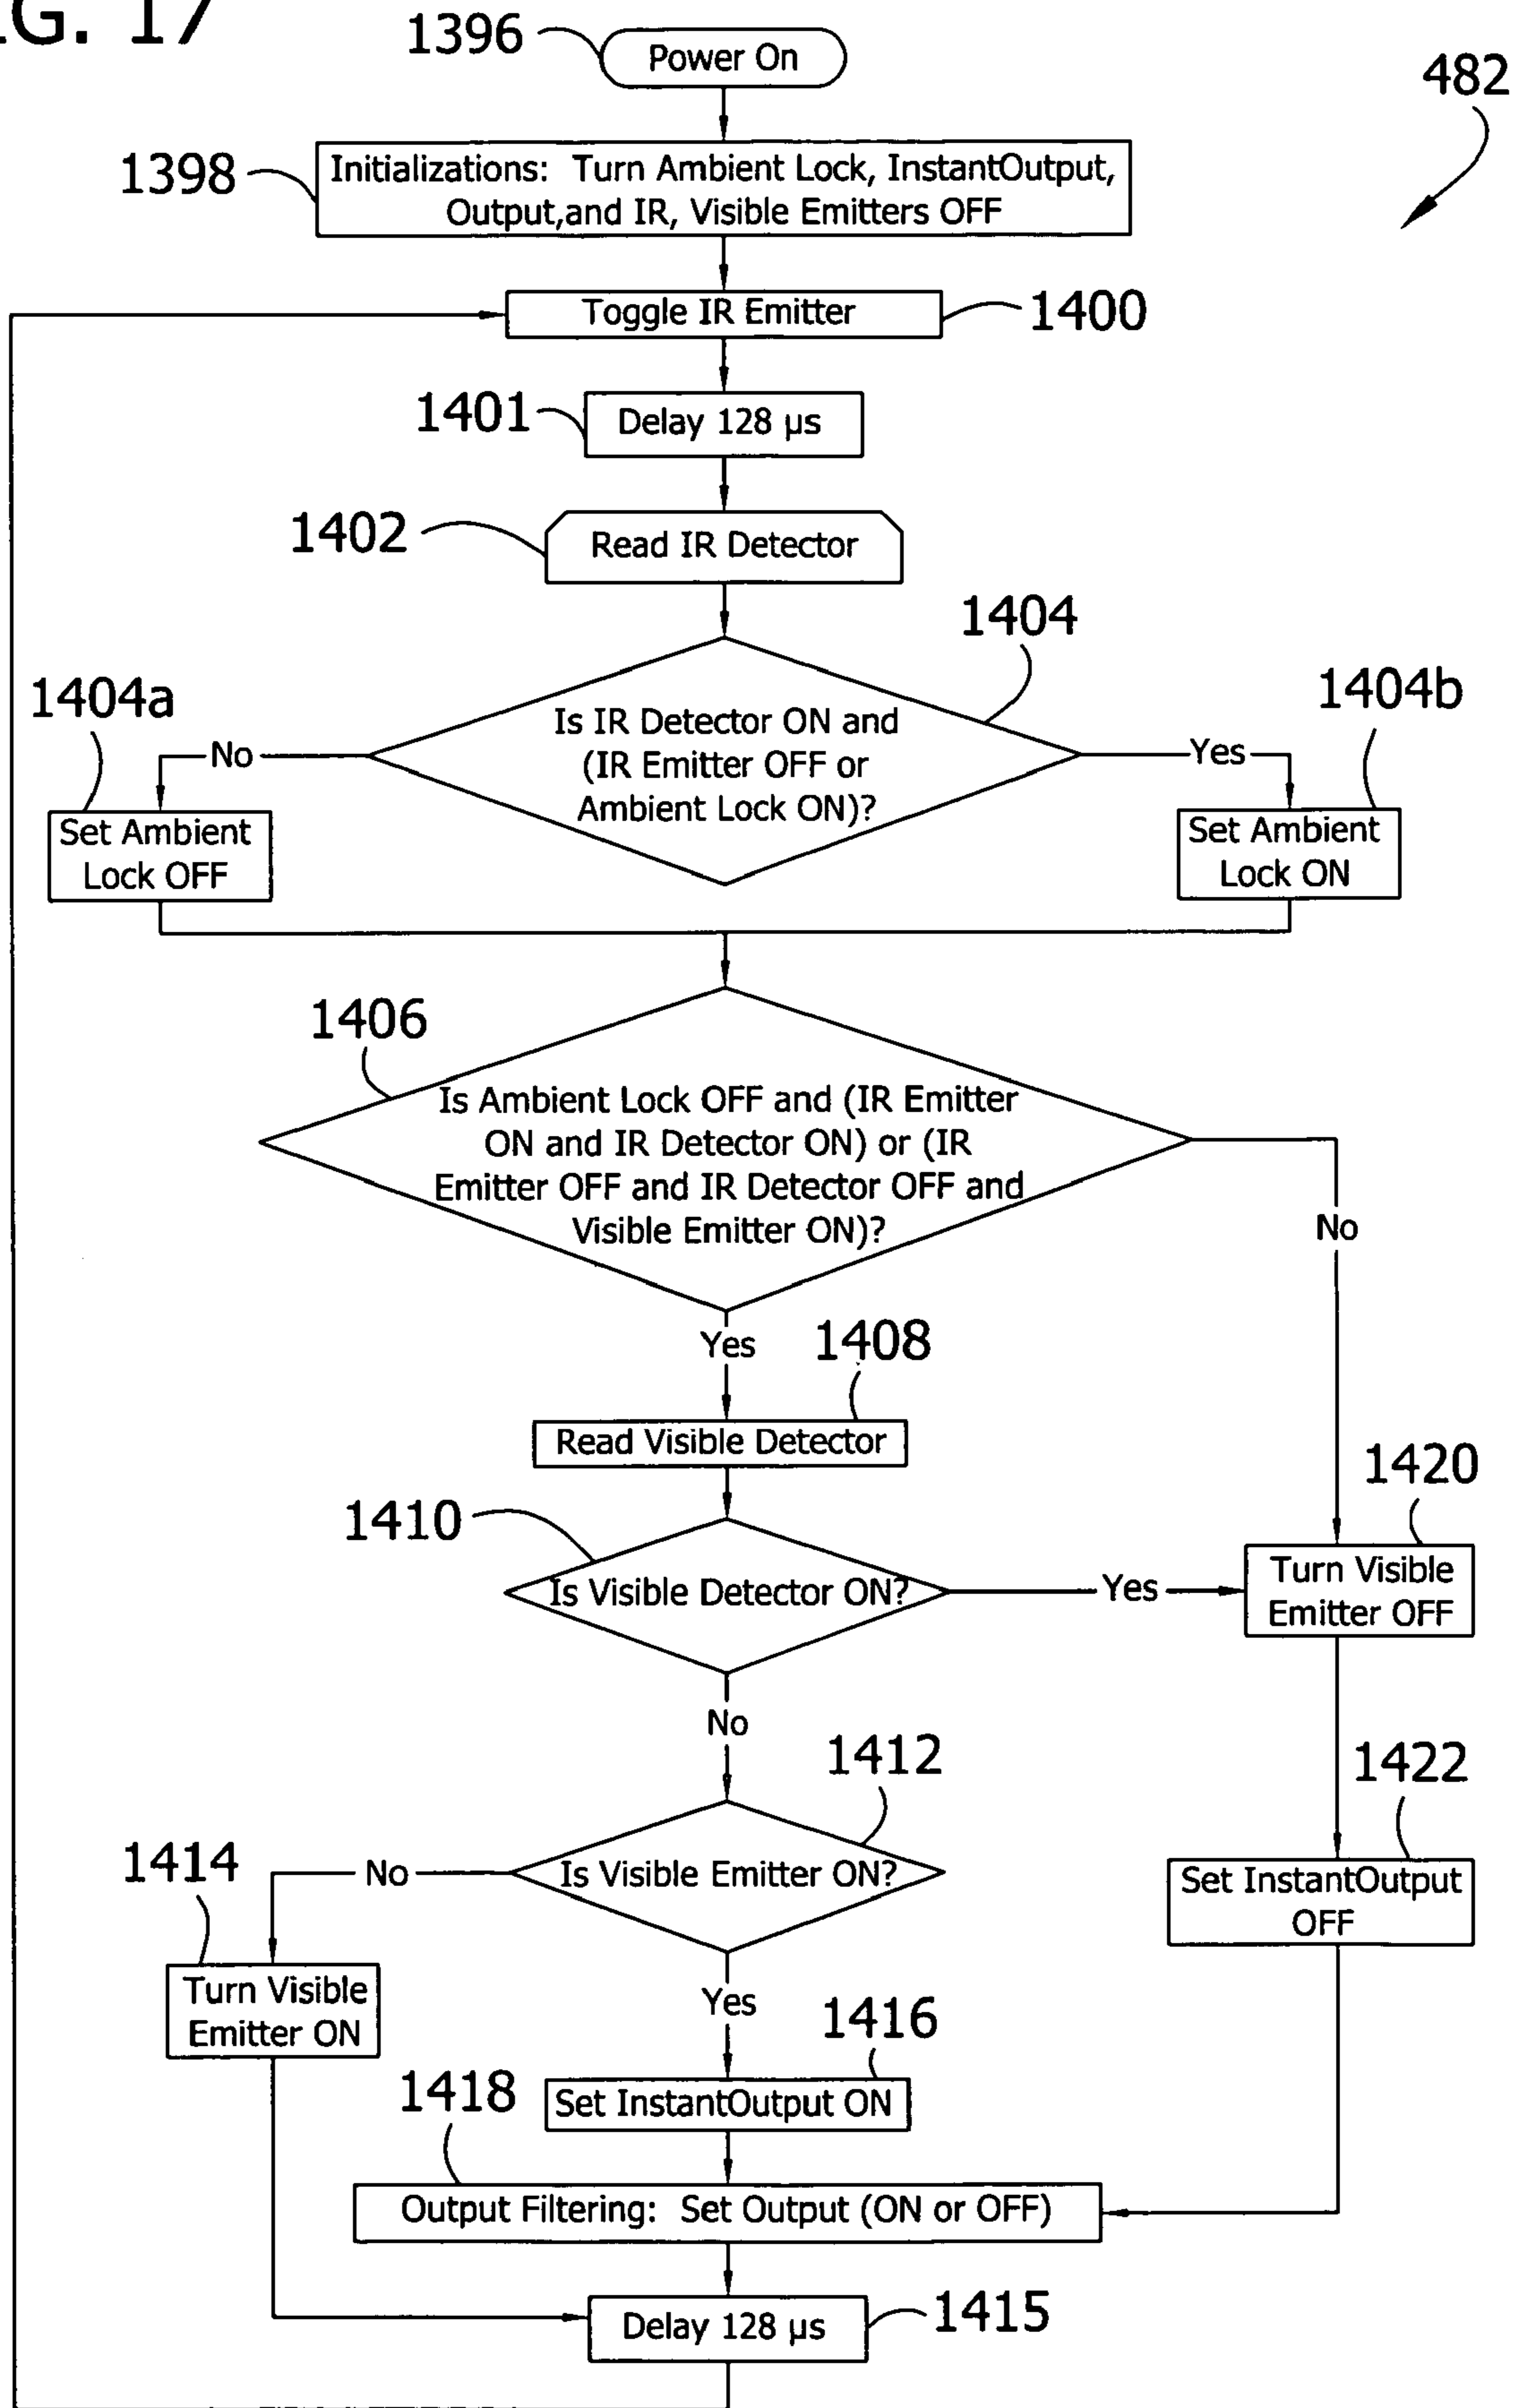 G. 17
1396
Power On
482
1398
Initializations: Turn Ambient Lock, InstantOutput,
Output,and IR, Visible Emitters OFF
Toggle IR Emitter
1400
1401
Delay 128 µs
1402
Read IR Detector
1404
1404a
1404b
No
Is IR Detector ON and
(IR Emitter OFF or
Ambient Lock ON)?
Yes
Set Ambient
Lock OFF
Set Ambient
Lock ON
1406
Is Ambient Lock OFF and (IR Emitter
ON and IR Detector ON) or (IR
Emitter OFF and IR Detector OFF and
Visible Emitter ON)?
No
Yes
1408
Read Visible Detector
1420
1410
Is Visible Detector ON?
Yes
Turn Visible
Emitter OFF
No
1412
1422
1414
No
Is Visible Emitter ON?
Set InstantOutput
OFF
Turn Visible
Emitter ON
Yes
1416
Set InstantOutput ON
1418
Output Filtering: Set Output (ON or OFF)
Delay 128 µs
1415